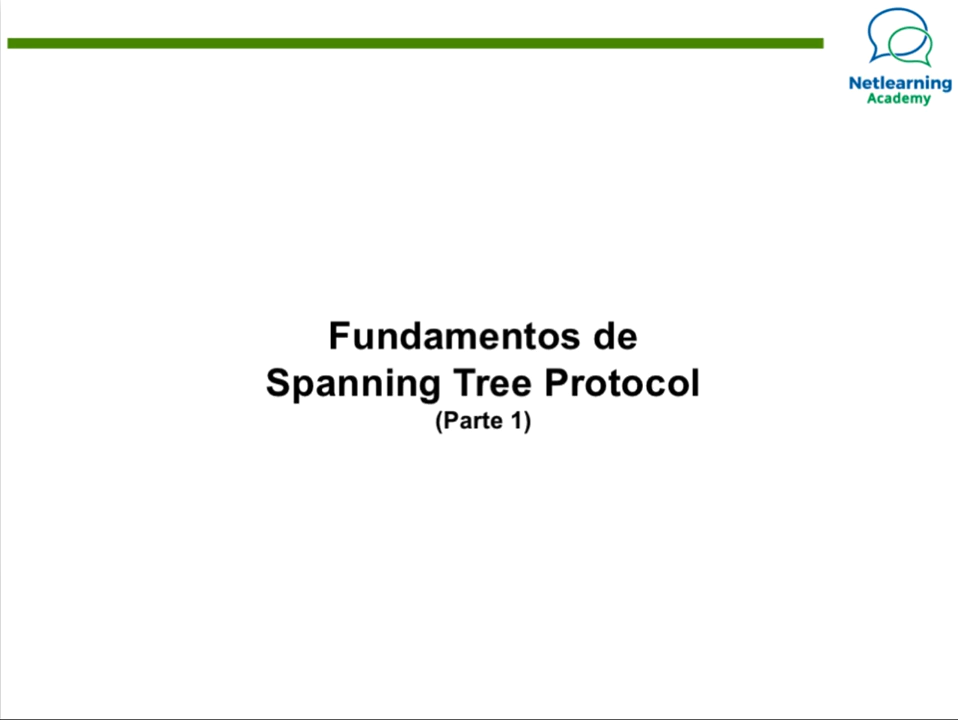 Netlearning
Academy
Fundamentos de
Spanning Tree Protocol
(Parte 1)